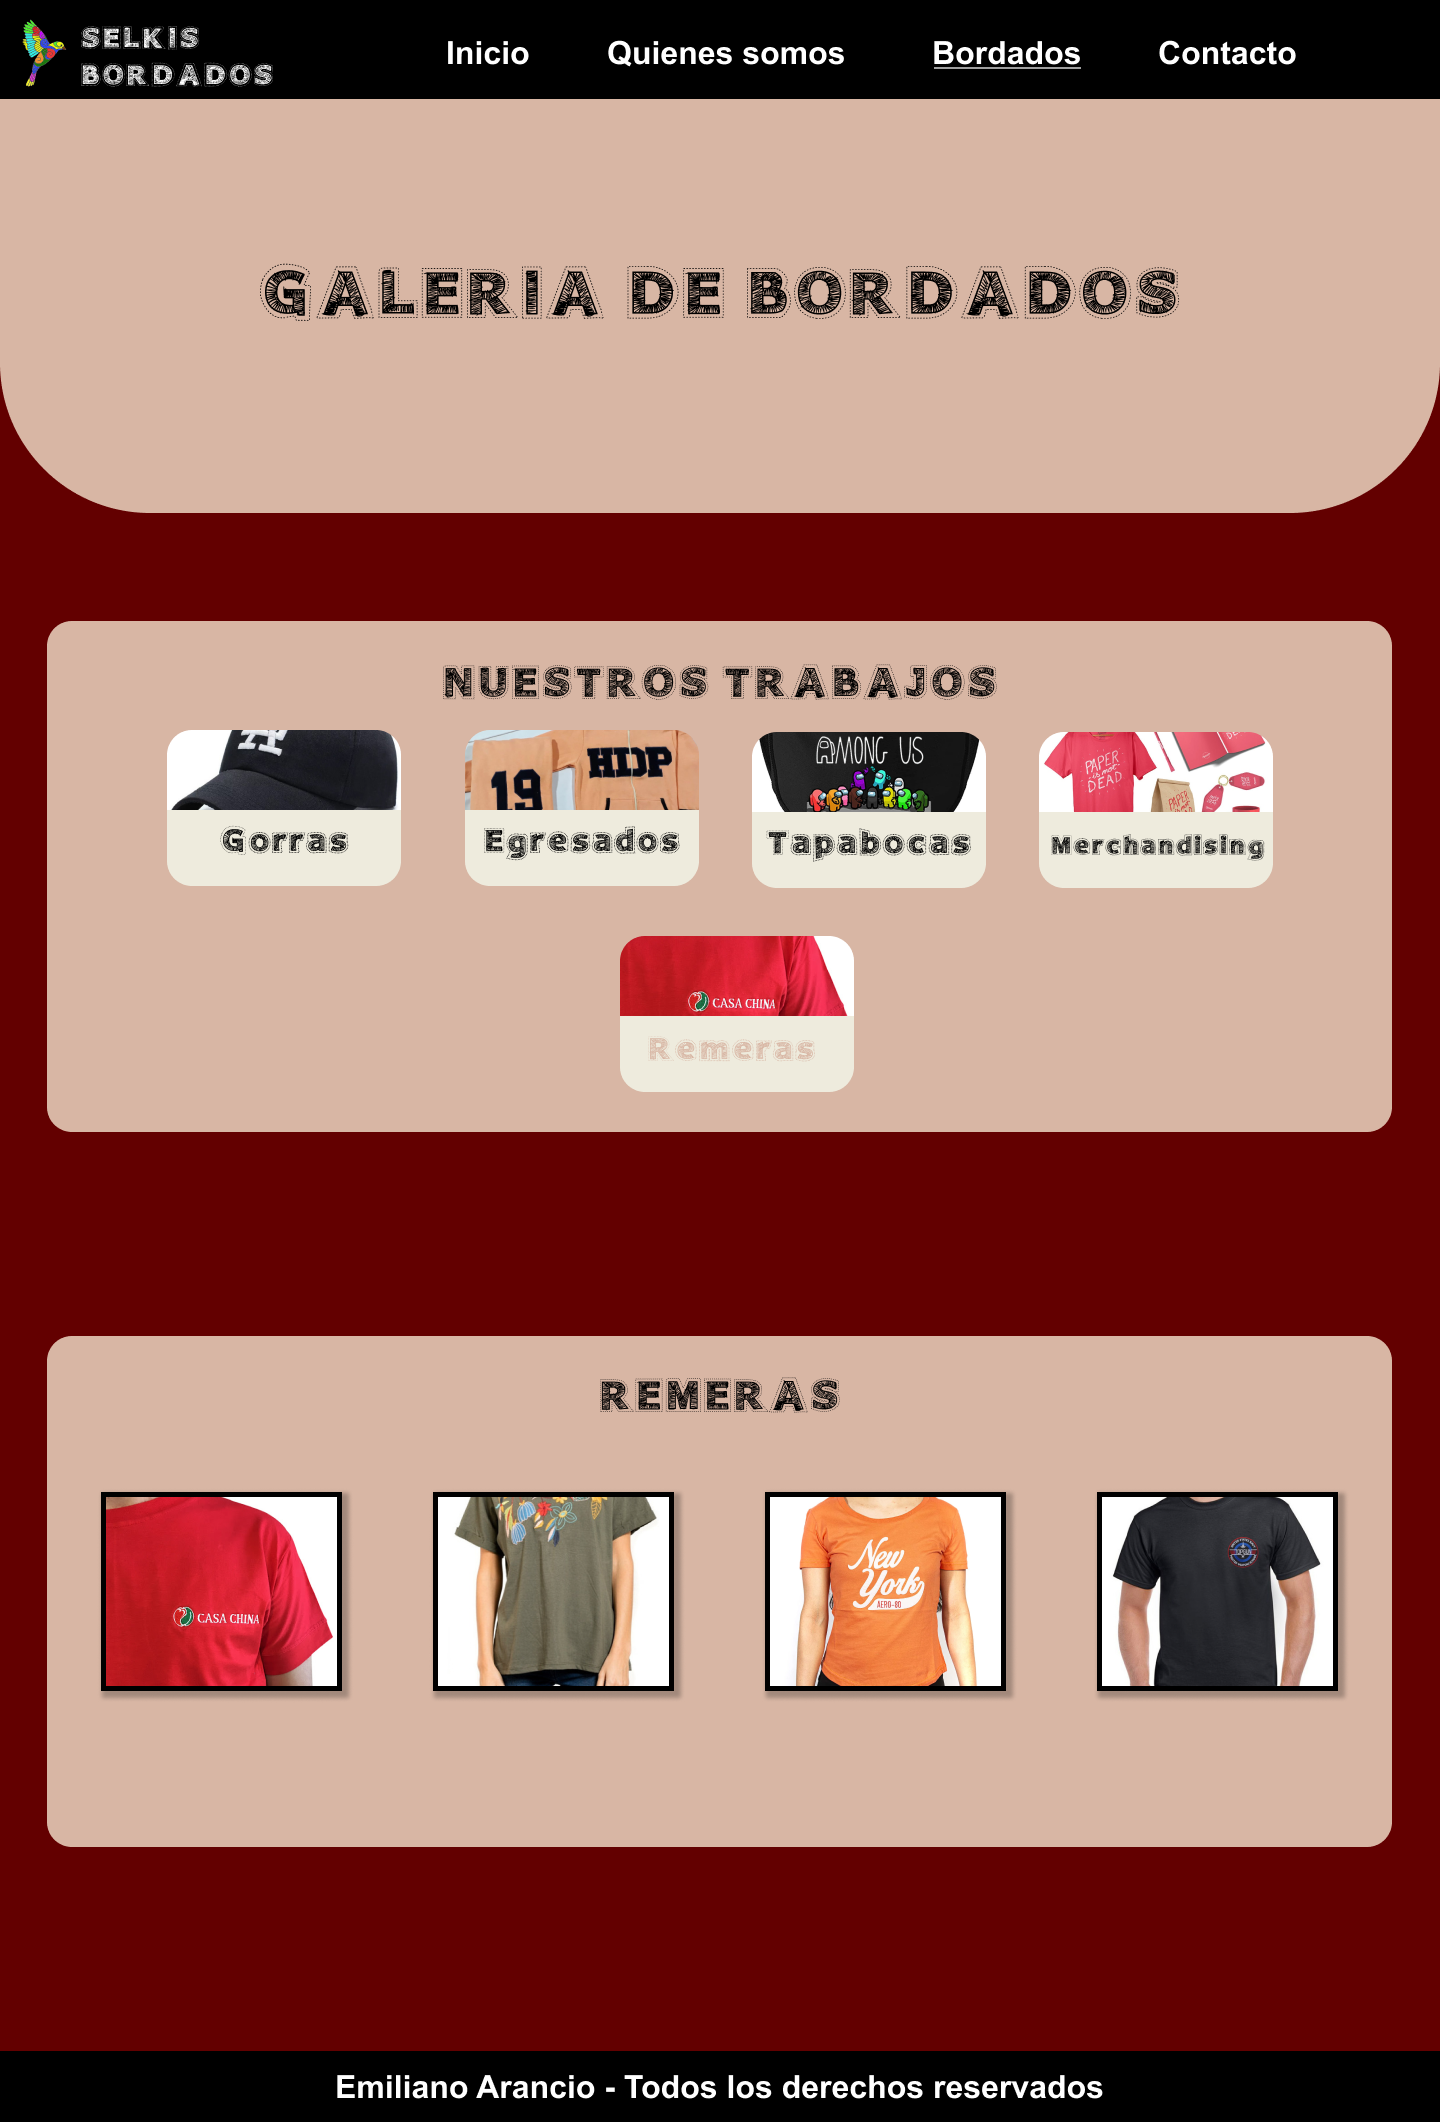 SELKIS
BORDADOS
Inicio
Quienes somos
Bordados
Contacto
GALERIA DE BORDADOS
NUESTROS TRABAJOS
19
HDP
AMONG US
PAPER
is not
DEAD
Gorras
Egresados
Tapabocas
Merchandising
CASA CHINA
Remeras
REMERAS
CASA CHINA
New
York
AERO-80
Emiliano Arancio - Todos los derechos reservados